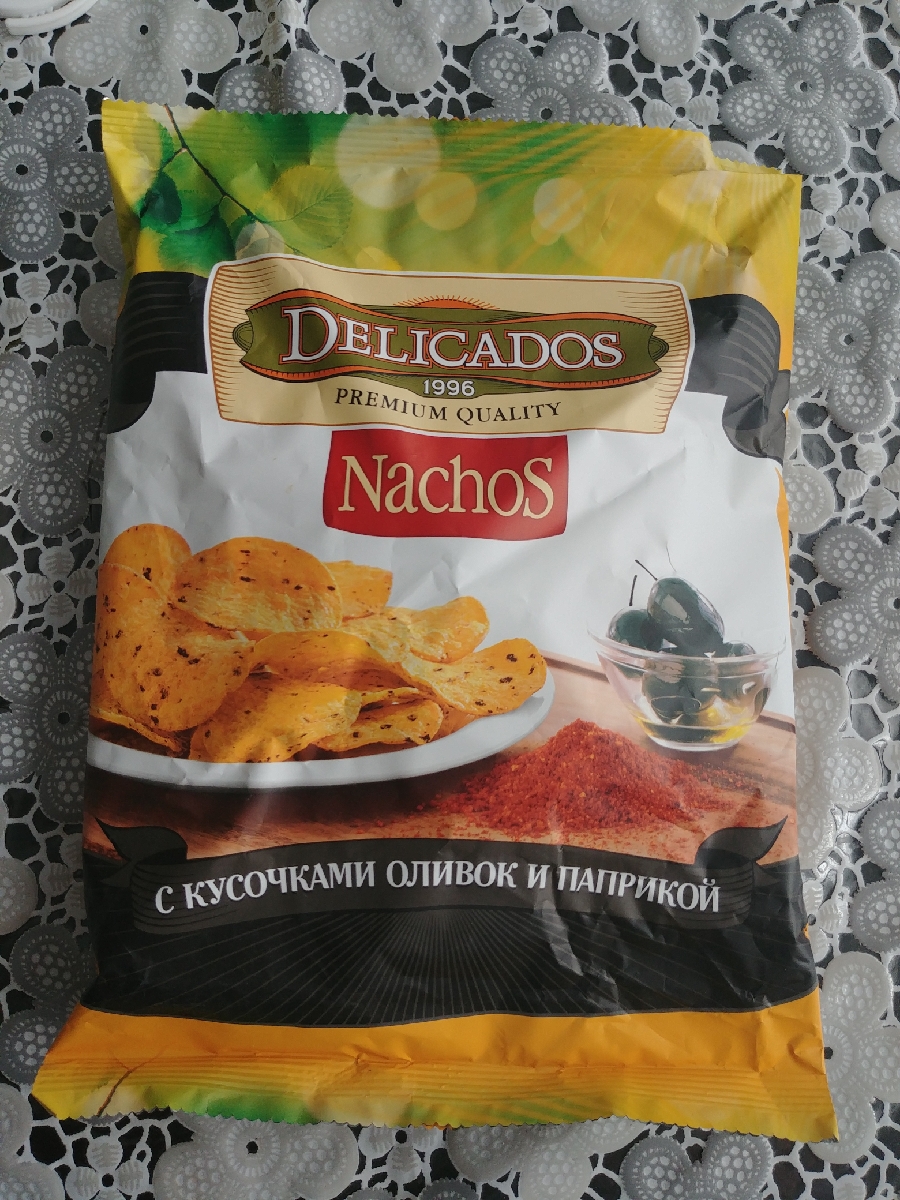 DELICADOS
1996
PREMIUM QUALITY
NachoS
С КУСОЧКАМИ ОЛИВОК И ПАПРИКОЙ